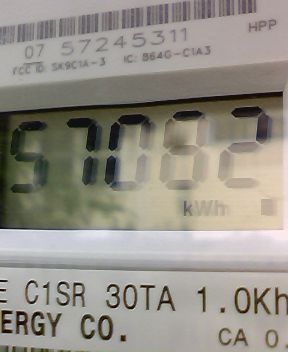 07 57245311 HPP
FCC ID: SK9C1A-3 IC: 864G-C1A3
57082
kWh
E C1SR 30TA 1.0Kh
ERGY CO. CA 0.